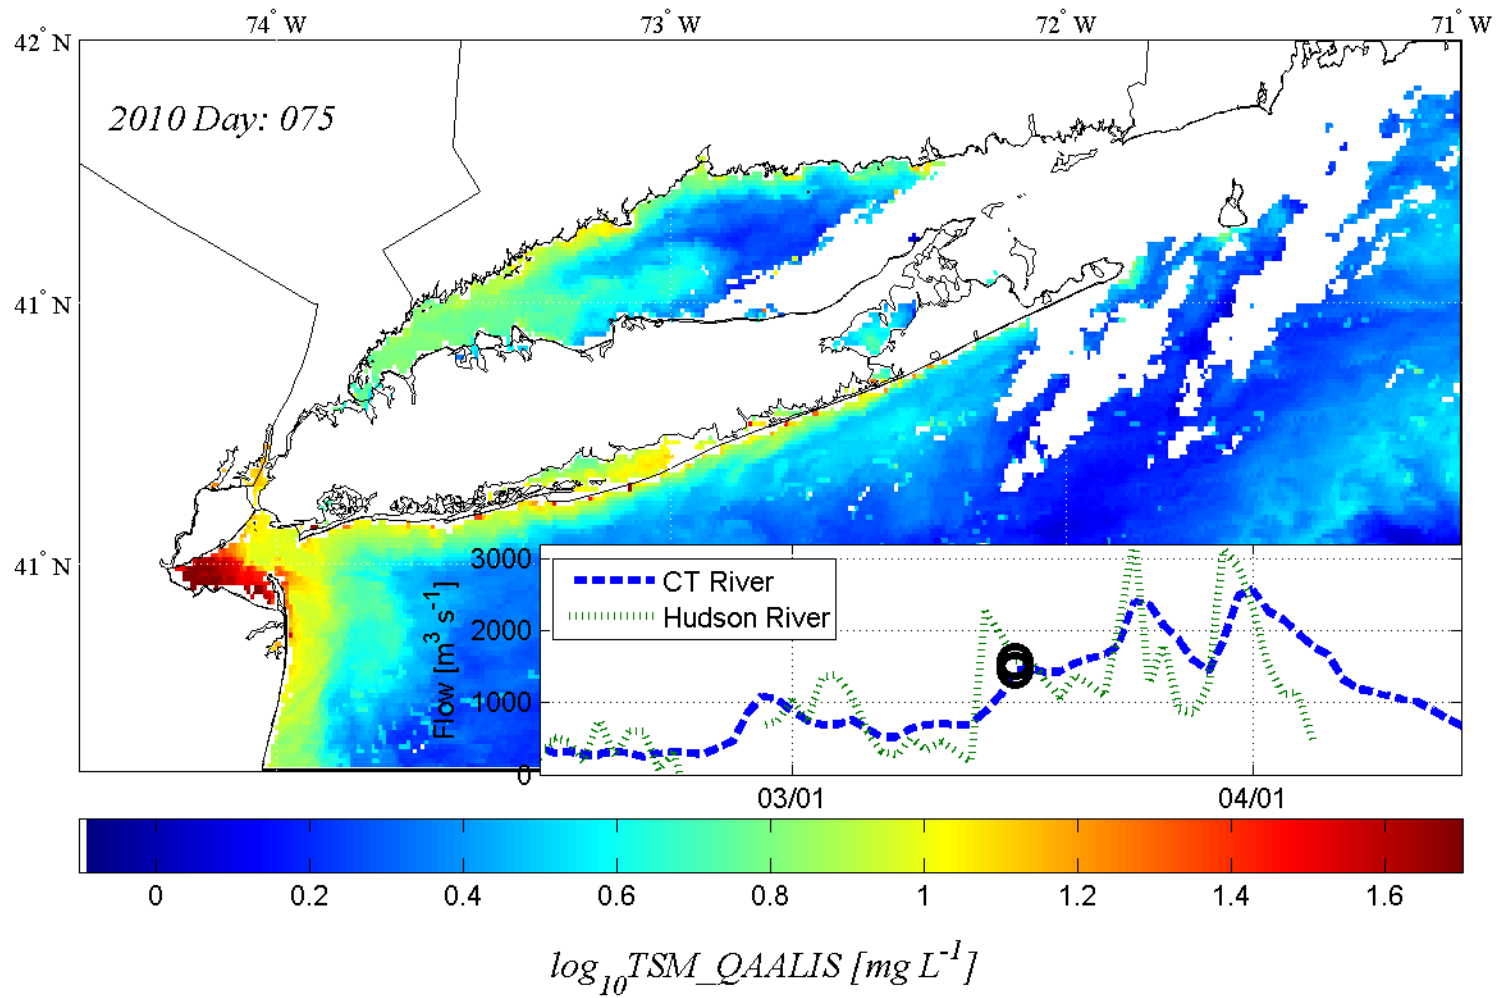 74° W 73° W 72° W 71° W
42° N
2010 Day: 075
41° N
41° N
3000
2000
1000
0
Flow [m³ s⁻¹]
CT River
Hudson River
03/01 04/01
0 0.2 0.4 0.6 0.8 1 1.2 1.4 1.6
log₁₀TSM_QAALIS [mg L⁻¹]